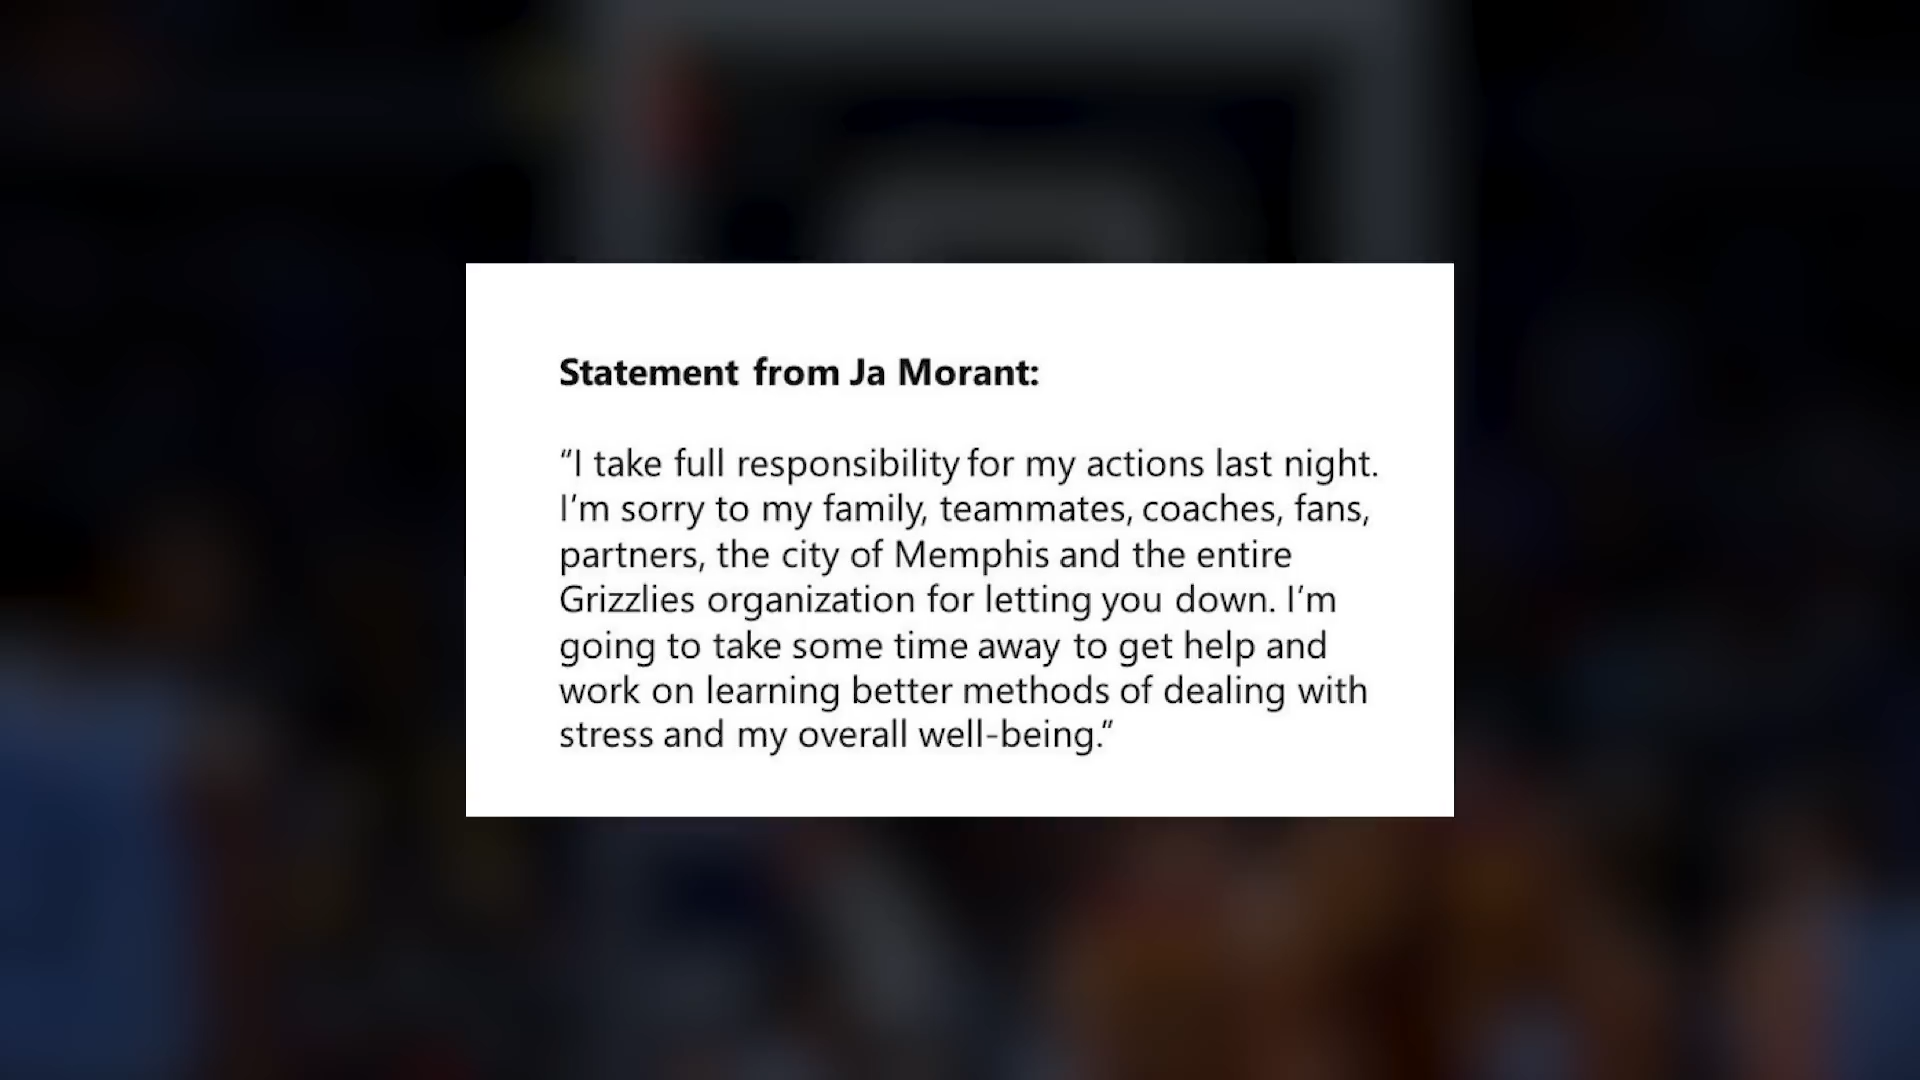 Statement from Ja Morant:
“I take full responsibility for my actions last night.
I’m sorry to my family, teammates, coaches, fans,
partners, the city of Memphis and the entire
Grizzlies organization for letting you down. I’m
going to take some time away to get help and
work on learning better methods of dealing with
stress and my overall well-being.”